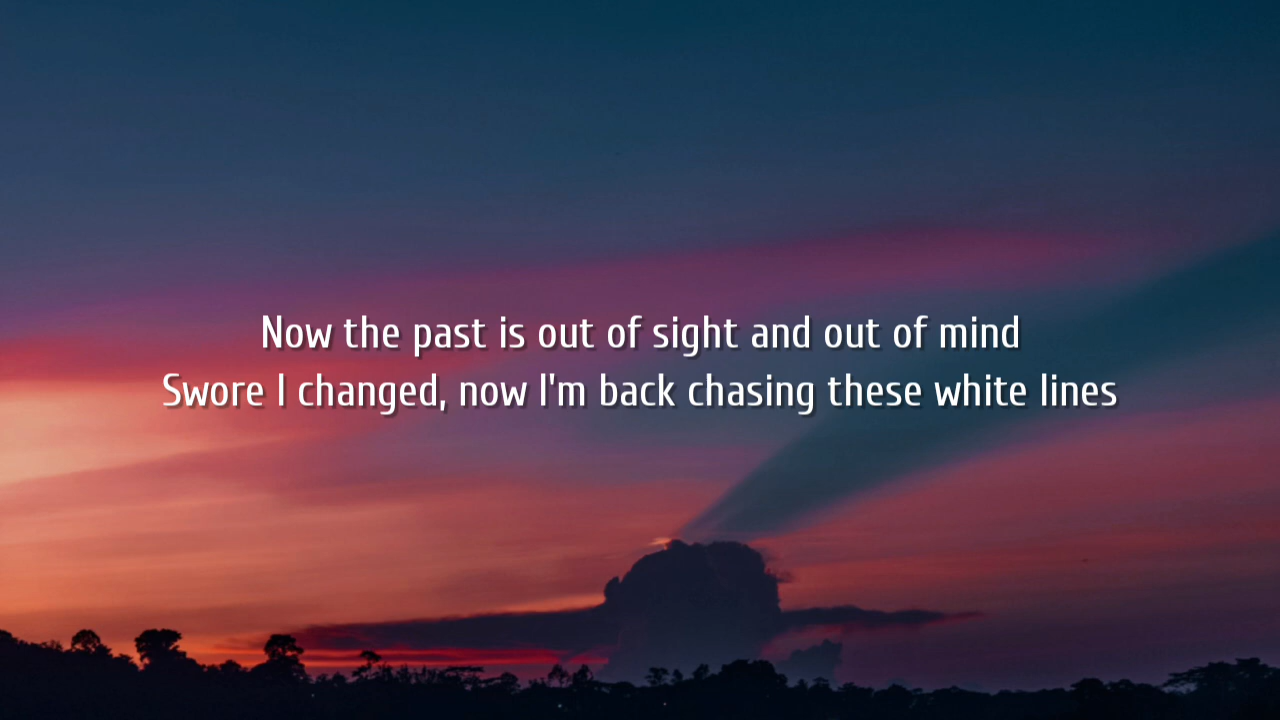 Now the past is out of sight and out of mind
Swore I changed, now I'm back chasing these white lines